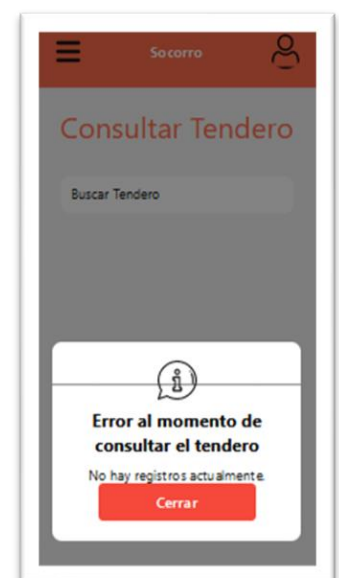 Socorro
Consultar Tendero
Buscar Tendero
Error al momento de
consultar el tendero
No hay registros actualmente.
Cerrar